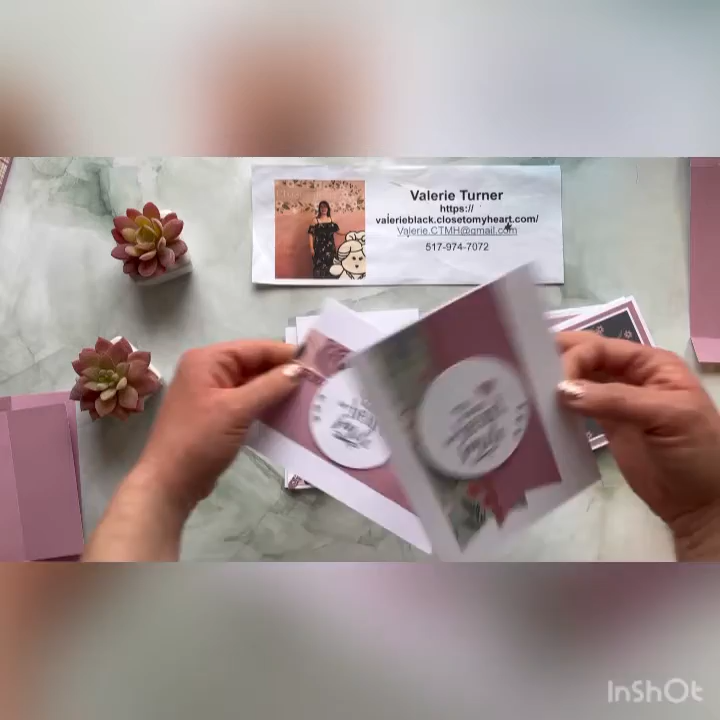 Valerie Turner
https://
valerieblack.closetomyheart.com/
Valerie.CTMH@gmail.com
517-974-7072
InShOt